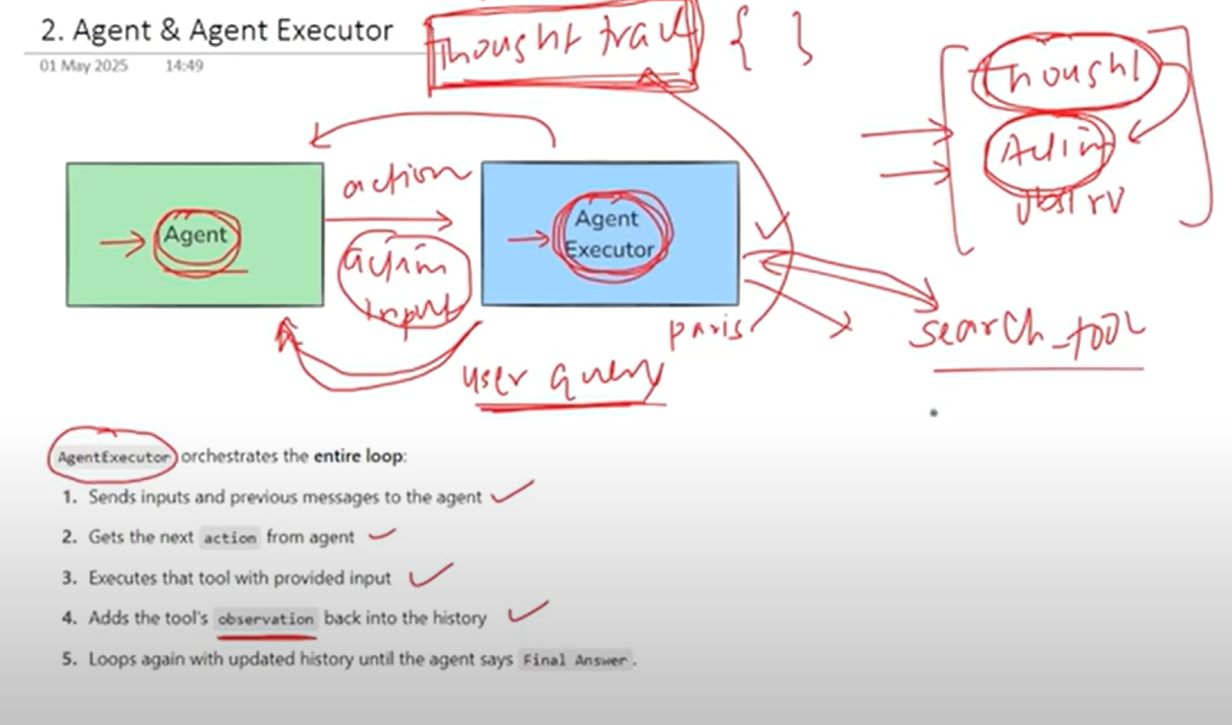 2. Agent & Agent Executor
01 May 2025 14:49
Thought
{ }
Thought
Action
observ
action
Agent
Agent
Executor
action
input
paris
search_tool
user query
AgentExecutor orchestrates the entire loop:
1. Sends inputs and previous messages to the agent
2. Gets the next action from agent
3. Executes that tool with provided input
4. Adds the tool's observation back into the history
5. Loops again with updated history until the agent says Final Answer.